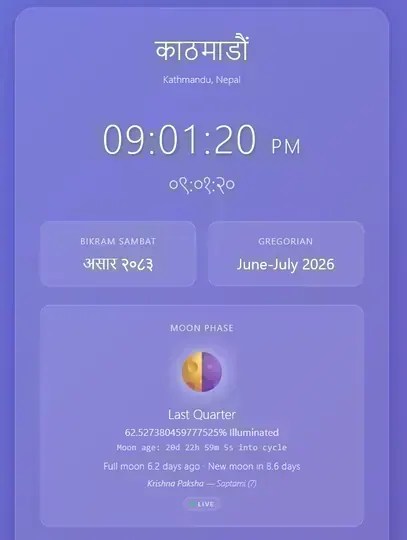 काठमाडौं
Kathmandu, Nepal
09:01:20 PM
०९:०१:२०
BIKRAM SAMBAT
असार २०८३
GREGORIAN
June-July 2026
MOON PHASE
Last Quarter
62.527380459777525% Illuminated
Moon age: 20d 22h 59m 5s into cycle
Full moon 6.2 days ago · New moon in 8.6 days
Krishna Paksha — Saptami (7)
LIVE